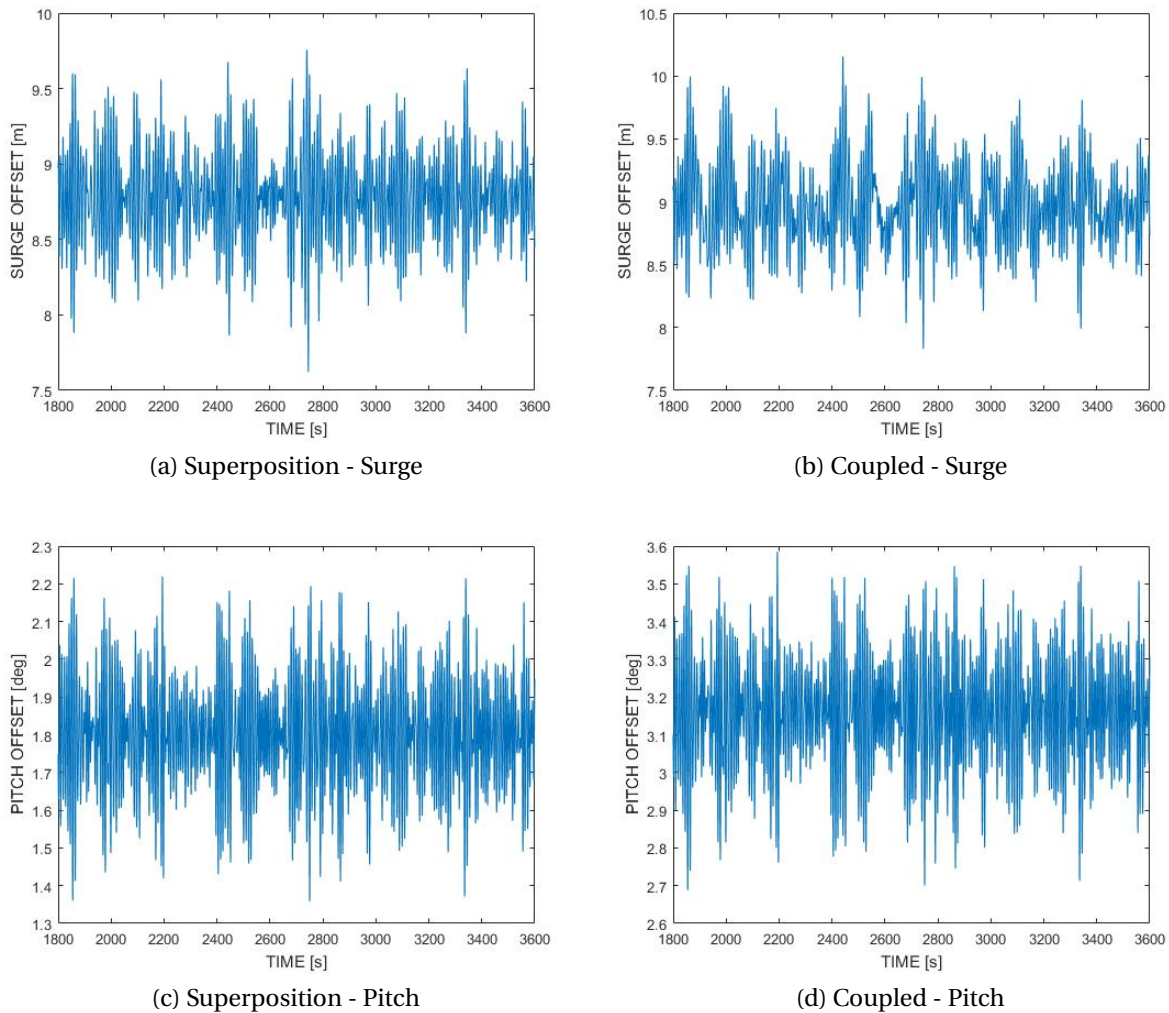 10
9.5
9
8.5
8
7.5
SURGE OFFSET [m]
1800 2000 2200 2400 2600 2800 3000 3200 3400 3600
TIME [s]
(a) Superposition - Surge
10.5
10
9.5
9
8.5
8
7.5
SURGE OFFSET [m]
1800 2000 2200 2400 2600 2800 3000 3200 3400 3600
TIME [s]
(b) Coupled - Surge
2.3
2.2
2.1
2
1.9
1.8
1.7
1.6
1.5
1.4
1.3
PITCH OFFSET [deg]
1800 2000 2200 2400 2600 2800 3000 3200 3400 3600
TIME [s]
(c) Superposition - Pitch
3.6
3.5
3.4
3.3
3.2
3.1
3
2.9
2.8
2.7
2.6
PITCH OFFSET [deg]
1800 2000 2200 2400 2600 2800 3000 3200 3400 3600
TIME [s]
(d) Coupled - Pitch